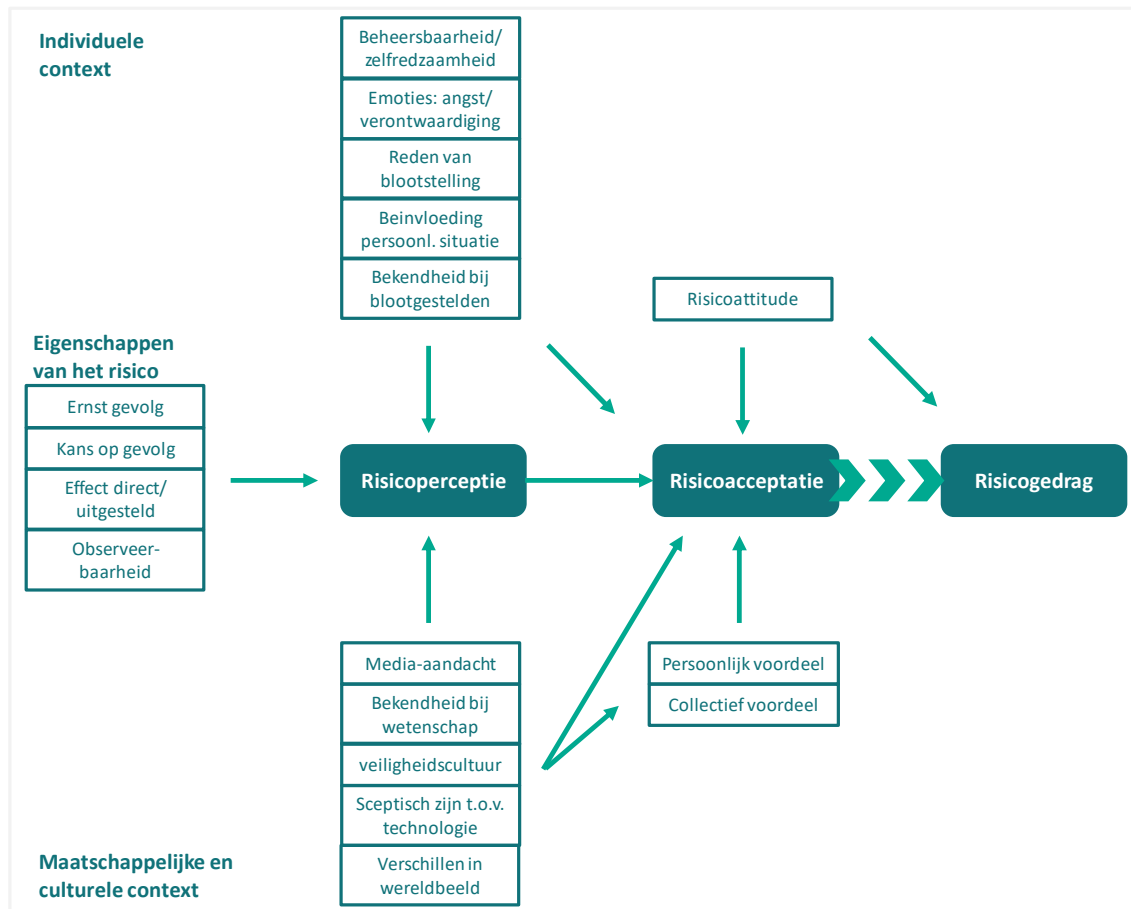 Individuele
context
Beheersbaarheid/
zelfredzaamheid
Emoties: angst/
verontwaardiging
Reden van
blootstelling
Beinvloeding
persoonl. situatie
Bekendheid bij
blootgestelden
Risicoattitude
Eigenschappen
van het risico
Ernst gevolg
Kans op gevolg
Effect direct/
uitgesteld
Observeer-
baarheid
Risicoperceptie
Risicoacceptatie
Risicogedrag
Media-aandacht
Bekendheid bij
wetenschap
veiligheidscultuur
Sceptisch zijn t.o.v.
technologie
Verschillen in
wereldbeeld
Persoonlijk voordeel
Collectief voordeel
Maatschappelijke en
culturele context